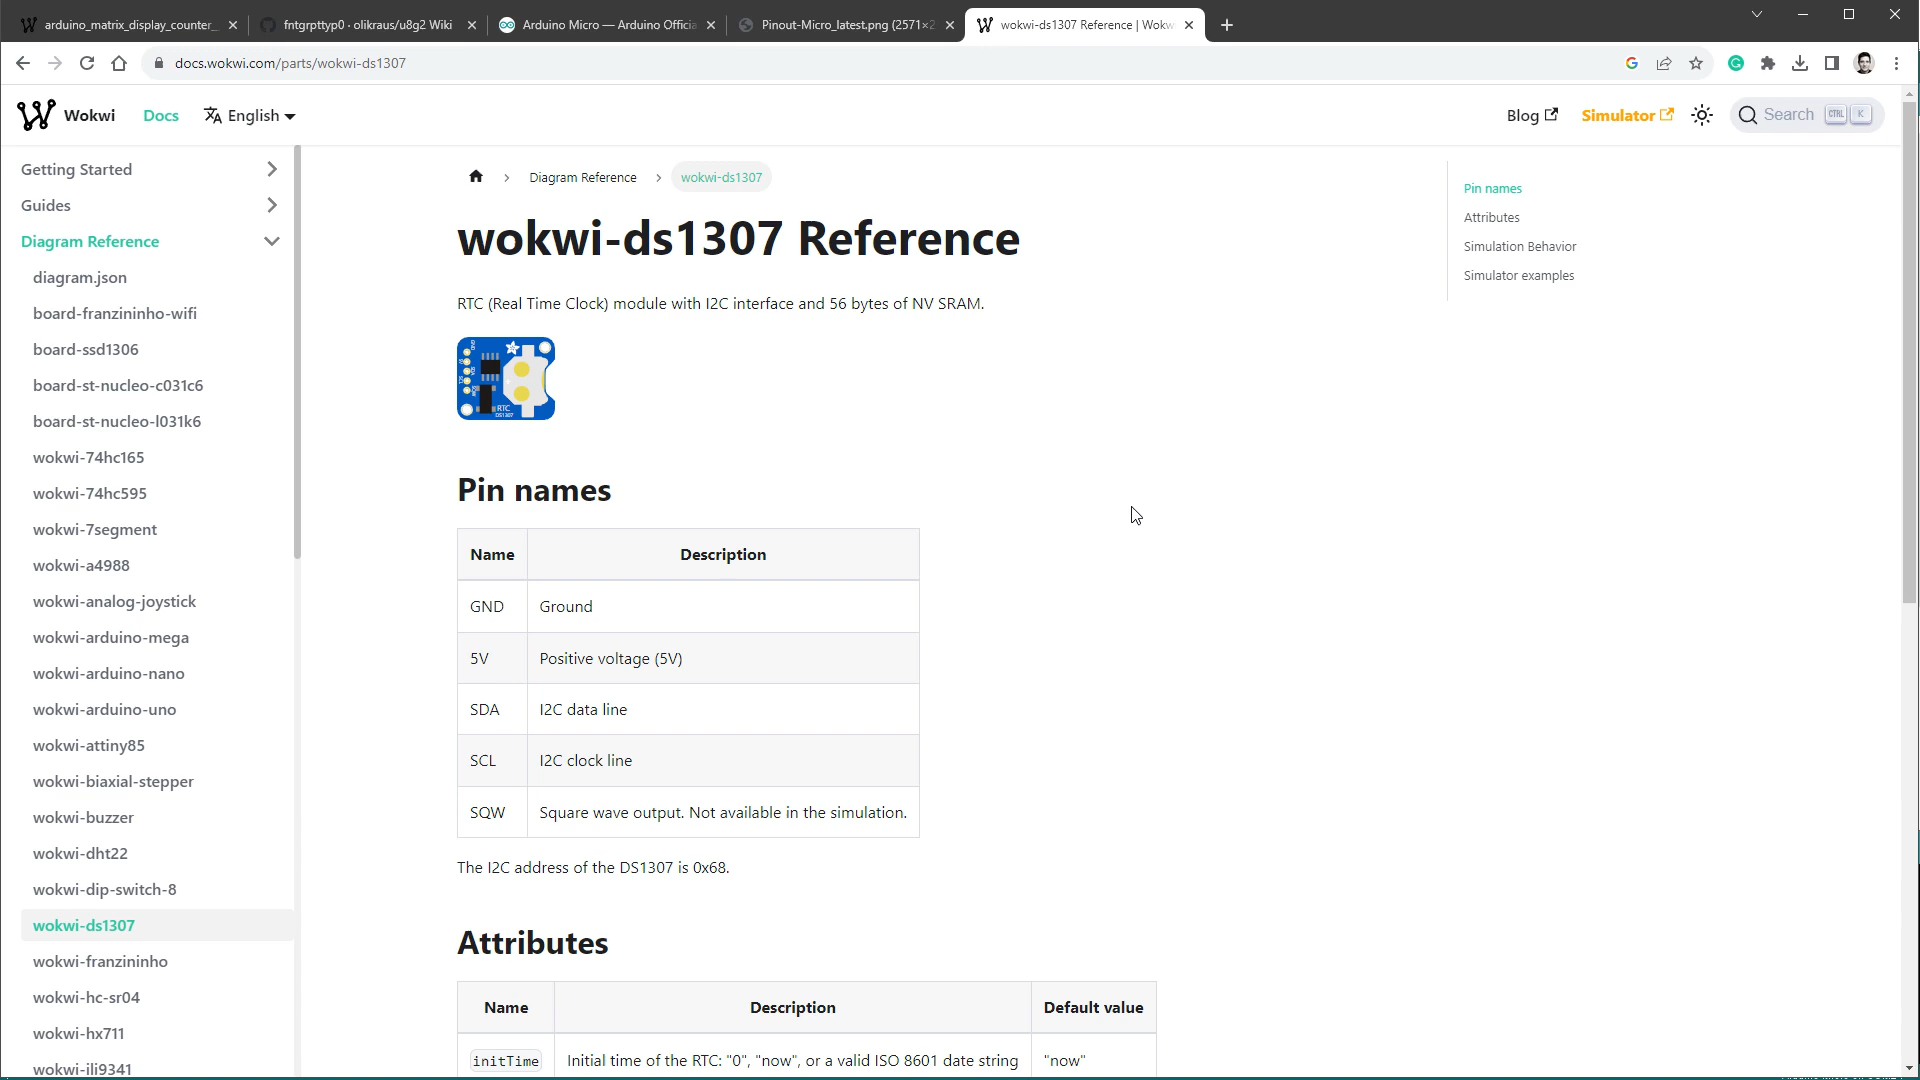 arduino_matrix_display_counter_
fntgrpttyp0 · olikraus/u8g2 Wiki
Arduino Micro — Arduino Officia
Pinout-Micro_latest.png (2571×2
wokwi-ds1307 Reference | Wokw
docs.wokwi.com/parts/wokwi-ds1307
Wokwi
Docs
English
Blog
Simulator
Search
CTRL
K
Getting Started
Guides
Diagram Reference
diagram.json
board-franzininho-wifi
board-ssd1306
board-st-nucleo-c031c6
board-st-nucleo-l031k6
wokwi-74hc165
wokwi-74hc595
wokwi-7segment
wokwi-a4988
wokwi-analog-joystick
wokwi-arduino-mega
wokwi-arduino-nano
wokwi-arduino-uno
wokwi-attiny85
wokwi-biaxial-stepper
wokwi-buzzer
wokwi-dht22
wokwi-dip-switch-8
wokwi-ds1307
wokwi-franzininho
wokwi-hc-sr04
wokwi-hx711
wokwi-ili9341
Diagram Reference
wokwi-ds1307
wokwi-ds1307 Reference
RTC (Real Time Clock) module with I2C interface and 56 bytes of NV SRAM.
RTC
DS1307
Pin names
Name Description
GND Ground
5V Positive voltage (5V)
SDA I2C data line
SCL I2C clock line
SQW Square wave output. Not available in the simulation.
The I2C address of the DS1307 is 0x68.
Attributes
Name Description Default value
initTime Initial time of the RTC: "0", "now", or a valid ISO 8601 date string "now"
Pin names
Attributes
Simulation Behavior
Simulator examples